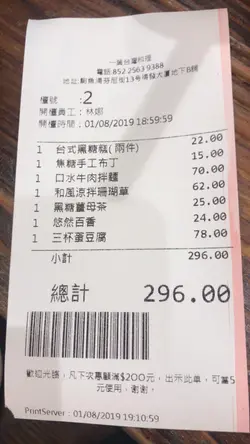 電話:852 2563 9388
檯號 : 2
開檯員工: 林娜
開檯時間: 01/08/2019 18:59:59
1 台式黑糖糕(兩件) 22.00
1 焦糖手工布丁 15.00
1 口水牛肉拌麵 70.00
1 和風涼拌珊瑚草 62.00
1 黑糖薑母茶 25.00
1 悠然百香 24.00
1 三杯蛋豆腐 78.00
小計 296.00
總計 296.00
歡迎光臨, 凡下次惠顧滿$200元, 出示此單, 可當5
元使用, 謝謝,
PrintServer : 01/08/2019 19:10:59